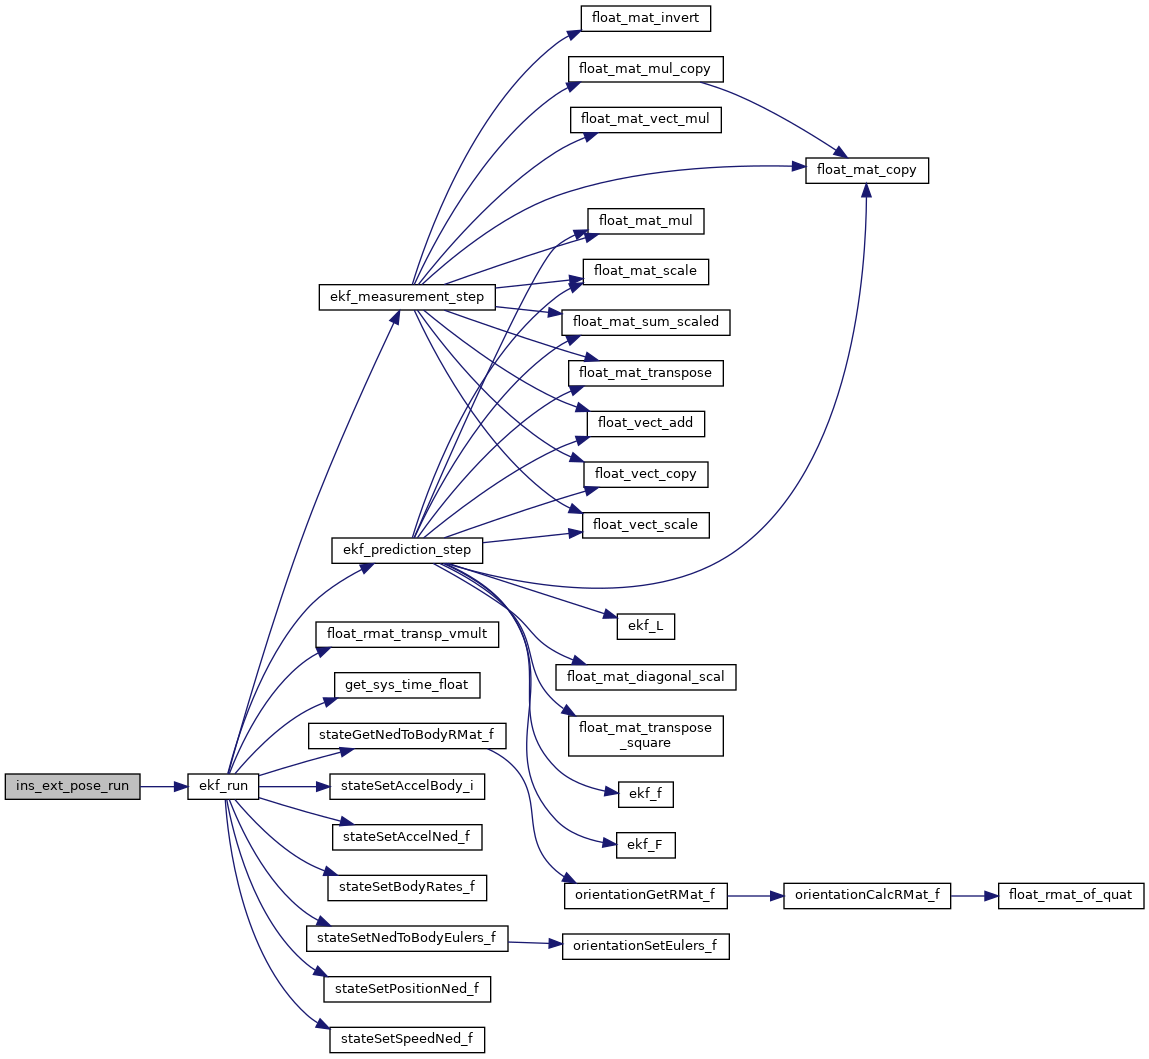 float_mat_invert
float_mat_mul_copy
float_mat_vect_mul
float_mat_copy
float_mat_mul
float_mat_scale
ekf_measurement_step
float_mat_sum_scaled
float_mat_transpose
float_vect_add
float_vect_copy
float_vect_scale
ekf_prediction_step
ekf_L
float_rmat_transp_vmult
float_mat_diagonal_scal
get_sys_time_float
float_mat_transpose
_square
stateGetNedToBodyRMat_f
ins_ext_pose_run
ekf_run
stateSetAccelBody_i
ekf_f
stateSetAccelNed_f
ekf_F
stateSetBodyRates_f
orientationGetRMat_f
orientationCalcRMat_f
float_rmat_of_quat
stateSetNedToBodyEulers_f
orientationSetEulers_f
stateSetPositionNed_f
stateSetSpeedNed_f